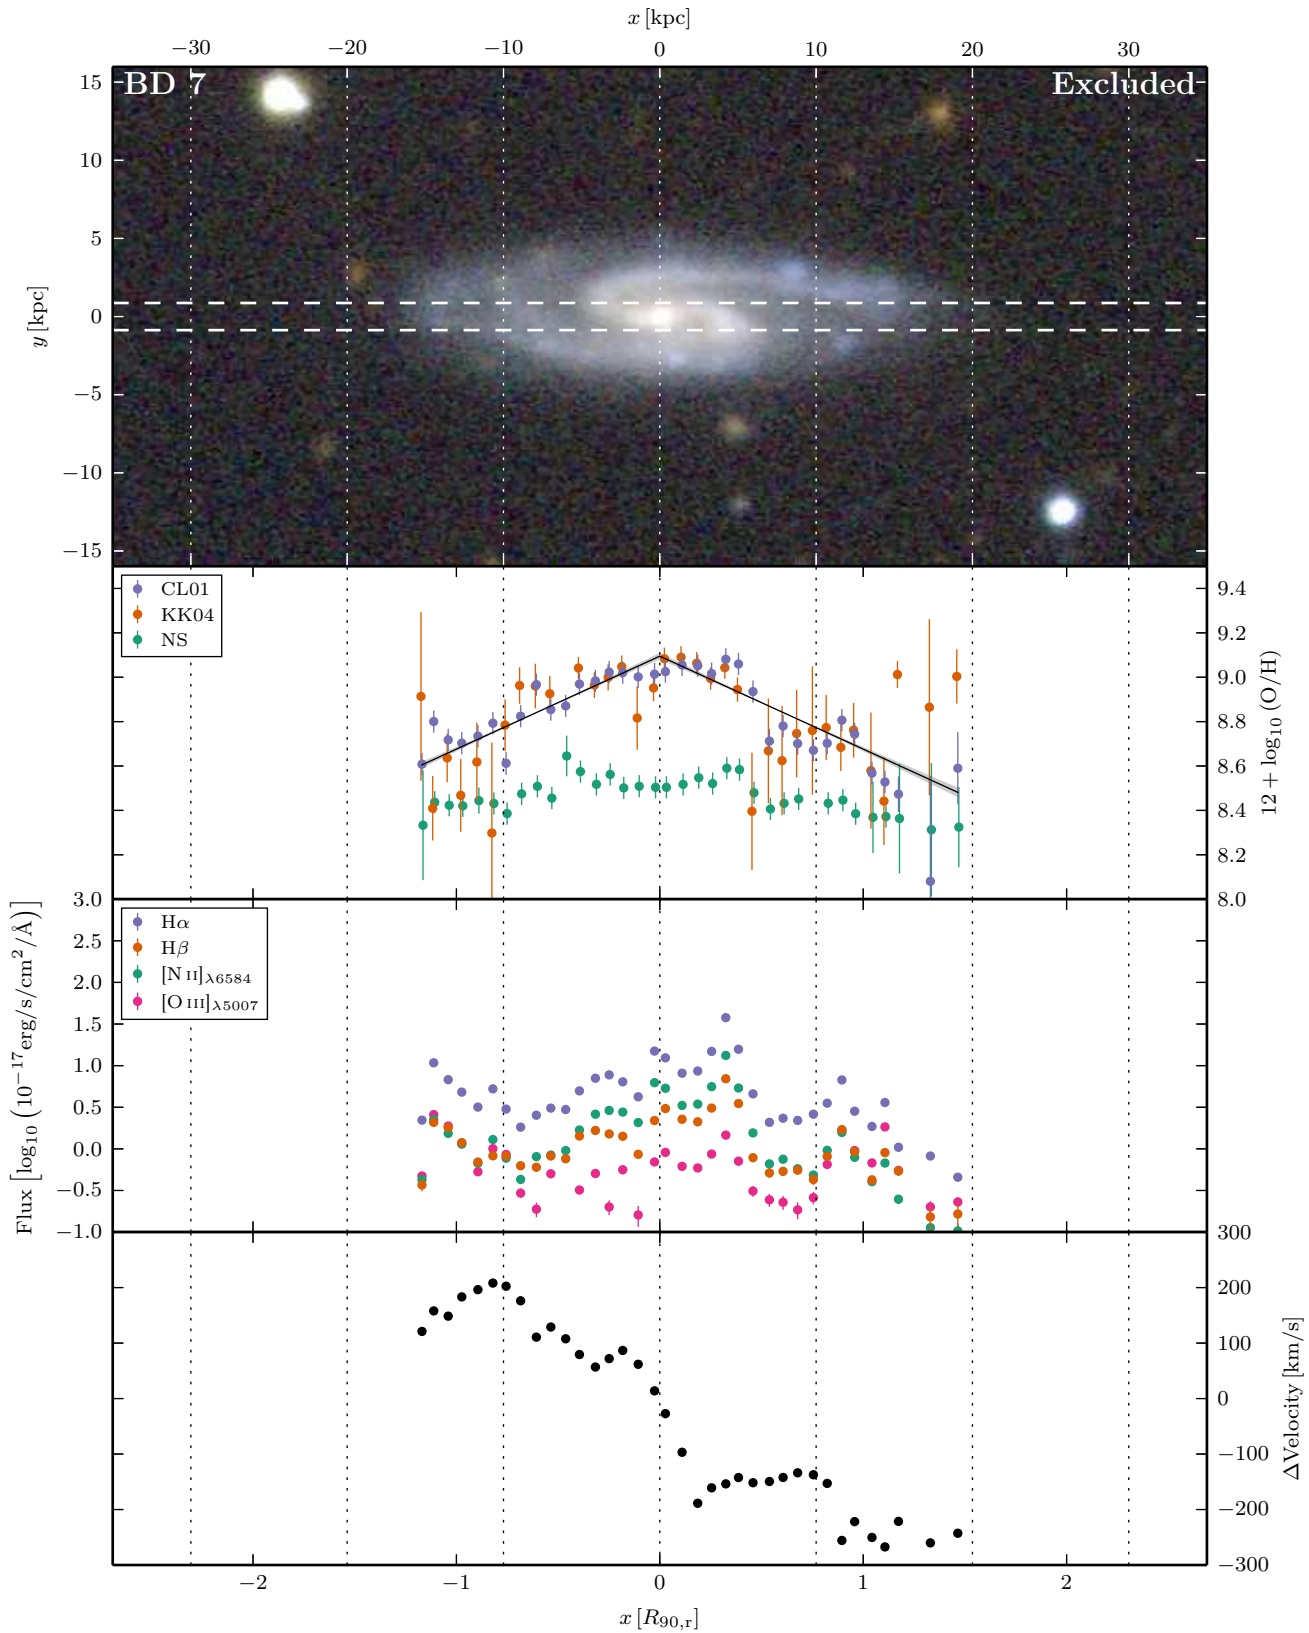 x [kpc]
−30 −20 −10 0 10 20 30
BD 7 Excluded
15
10
5
0
−5
−10
−15
y [kpc]
CL01
KK04
NS
9.4
9.2
9.0
8.8
8.6
8.4
8.2
8.0
12 + log₁₀ (O/H)
3.0
2.5
2.0
1.5
1.0
0.5
0.0
−0.5
−1.0
Flux [log₁₀ (10⁻¹⁷erg/s/cm²/Å)]
Hα
Hβ
[N II]λ6584
[O III]λ5007
300
200
100
0
−100
−200
−300
ΔVelocity [km/s]
−2 −1 0 1 2
x [R₉₀,ᵣ]